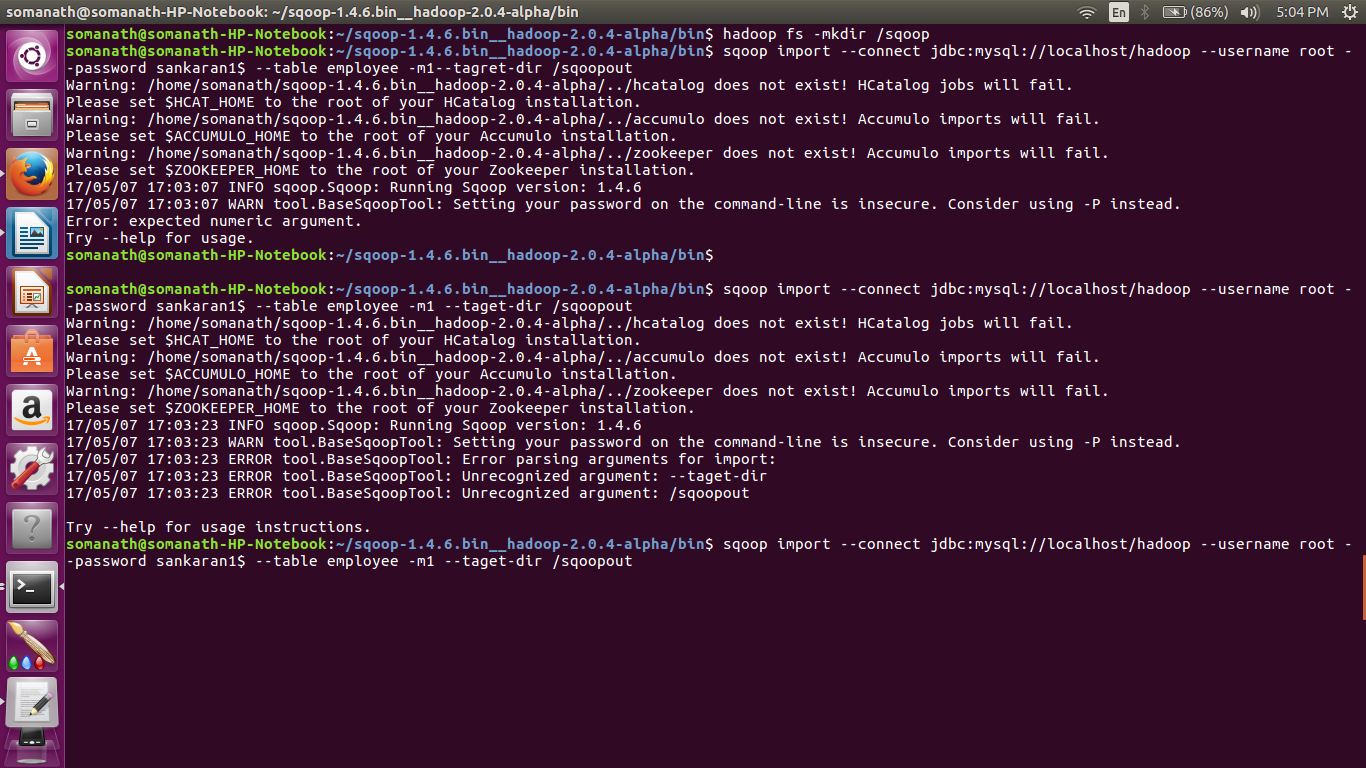 somanath@somanath-HP-Notebook: ~/sqoop-1.4.6.bin__hadoop-2.0.4-alpha/bin En (86%) 5:04 PM
somanath@somanath-HP-Notebook:~/sqoop-1.4.6.bin__hadoop-2.0.4-alpha/bin$ hadoop fs -mkdir /sqoop
somanath@somanath-HP-Notebook:~/sqoop-1.4.6.bin__hadoop-2.0.4-alpha/bin$ sqoop import --connect jdbc:mysql://localhost/hadoop --username root -
-password sankaran1$ --table employee -m1--tagret-dir /sqoopout
Warning: /home/somanath/sqoop-1.4.6.bin__hadoop-2.0.4-alpha/../hcatalog does not exist! HCatalog jobs will fail.
Please set $HCAT_HOME to the root of your HCatalog installation.
Warning: /home/somanath/sqoop-1.4.6.bin__hadoop-2.0.4-alpha/../accumulo does not exist! Accumulo imports will fail.
Please set $ACCUMULO_HOME to the root of your Accumulo installation.
Warning: /home/somanath/sqoop-1.4.6.bin__hadoop-2.0.4-alpha/../zookeeper does not exist! Accumulo imports will fail.
Please set $ZOOKEEPER_HOME to the root of your Zookeeper installation.
17/05/07 17:03:07 INFO sqoop.Sqoop: Running Sqoop version: 1.4.6
17/05/07 17:03:07 WARN tool.BaseSqoopTool: Setting your password on the command-line is insecure. Consider using -P instead.
Error: expected numeric argument.
Try --help for usage.
somanath@somanath-HP-Notebook:~/sqoop-1.4.6.bin__hadoop-2.0.4-alpha/bin$
somanath@somanath-HP-Notebook:~/sqoop-1.4.6.bin__hadoop-2.0.4-alpha/bin$ sqoop import --connect jdbc:mysql://localhost/hadoop --username root -
-password sankaran1$ --table employee -m1 --taget-dir /sqoopout
Warning: /home/somanath/sqoop-1.4.6.bin__hadoop-2.0.4-alpha/../hcatalog does not exist! HCatalog jobs will fail.
Please set $HCAT_HOME to the root of your HCatalog installation.
Warning: /home/somanath/sqoop-1.4.6.bin__hadoop-2.0.4-alpha/../accumulo does not exist! Accumulo imports will fail.
Please set $ACCUMULO_HOME to the root of your Accumulo installation.
Warning: /home/somanath/sqoop-1.4.6.bin__hadoop-2.0.4-alpha/../zookeeper does not exist! Accumulo imports will fail.
Please set $ZOOKEEPER_HOME to the root of your Zookeeper installation.
17/05/07 17:03:23 INFO sqoop.Sqoop: Running Sqoop version: 1.4.6
17/05/07 17:03:23 WARN tool.BaseSqoopTool: Setting your password on the command-line is insecure. Consider using -P instead.
17/05/07 17:03:23 ERROR tool.BaseSqoopTool: Error parsing arguments for import:
17/05/07 17:03:23 ERROR tool.BaseSqoopTool: Unrecognized argument: --taget-dir
17/05/07 17:03:23 ERROR tool.BaseSqoopTool: Unrecognized argument: /sqoopout
Try --help for usage instructions.
somanath@somanath-HP-Notebook:~/sqoop-1.4.6.bin__hadoop-2.0.4-alpha/bin$ sqoop import --connect jdbc:mysql://localhost/hadoop --username root -
-password sankaran1$ --table employee -m1 --taget-dir /sqoopout